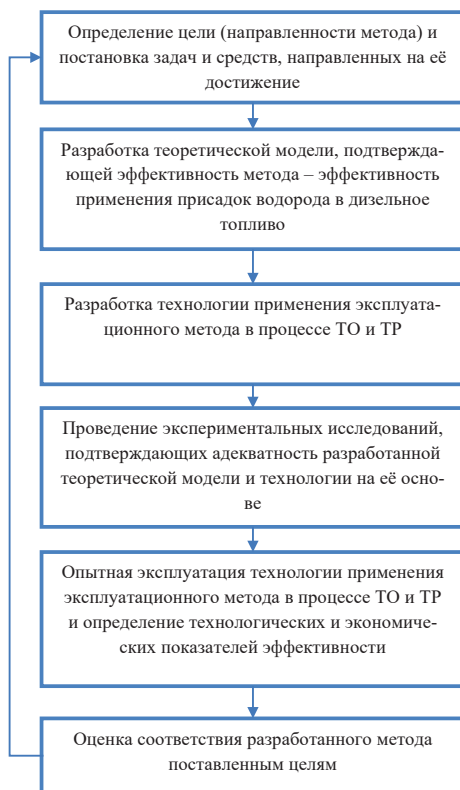 Определение цели (направленности метода) и
постановка задач и средств, направленных на её
достижение
Разработка теоретической модели, подтвержда-
ющей эффективность метода – эффективность
применения присадок водорода в дизельное
топливо
Разработка технологии применения эксплуата-
ционного метода в процессе ТО и ТР
Проведение экспериментальных исследований,
подтверждающих адекватность разработанной
теоретической модели и технологии на её осно-
ве
Опытная эксплуатация технологии применения
эксплуатационного метода в процессе ТО и ТР
и определение технологических и экономиче-
ских показателей эффективности
Оценка соответствия разработанного метода
поставленным целям